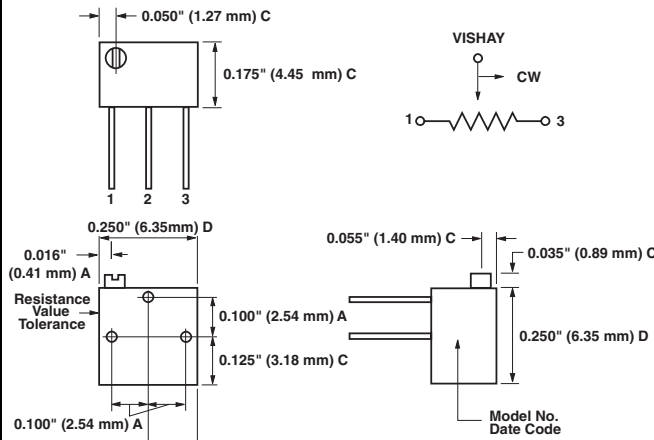 0.050" (1.27 mm) C
0.175" (4.45 mm) C
1 2 3
VISHAY
CW
1 3
0.250" (6.35mm) D
0.016"
(0.41 mm) A
Resistance
Value
Tolerance
0.100" (2.54 mm) A
0.125" (3.18 mm) C
0.100" (2.54 mm) A
0.055" (1.40 mm) C
0.035" (0.89 mm) C
0.250" (6.35 mm) D
Model No.
Date Code